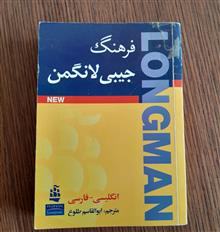 فرهنگ
جیبی لانگمن
NEW
LONGMAN
انگلیسی - فارسی
مترجم: ابوالقاسم طلوع